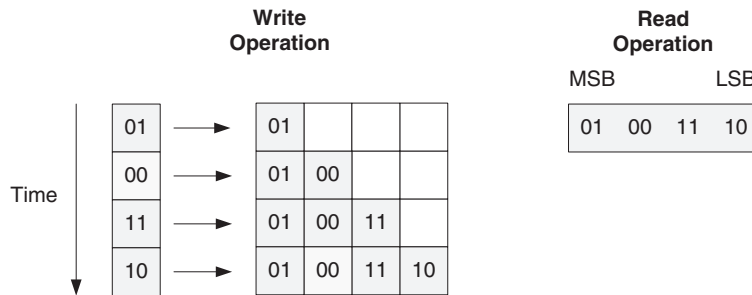 Write
Operation
Read
Operation
MSB LSB
01 00 11 10
Time
01 01
00 01 00
11 01 00 11
10 01 00 11 10